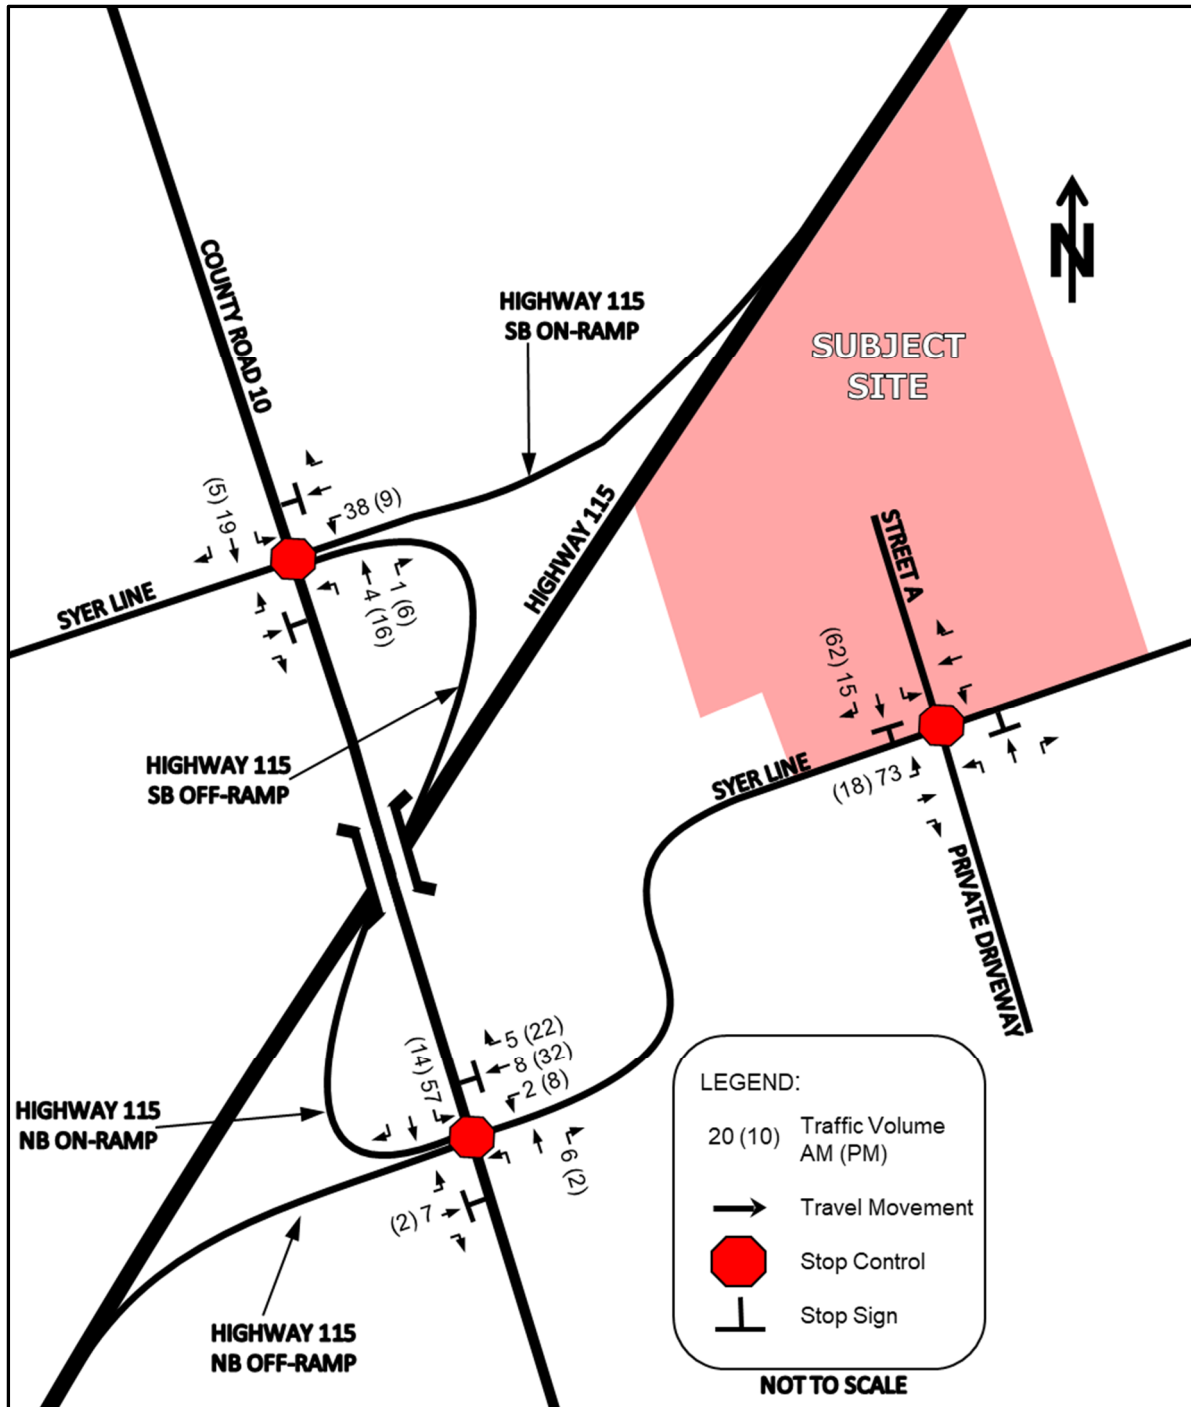 COUNTY ROAD 10
HIGHWAY 115
SB ON-RAMP
N
SUBJECT
SITE
(5) 19
38 (9)
HIGHWAY 115
STREET A
SYER LINE
1 (6)
4 (16)
(62) 15
HIGHWAY 115
SB OFF-RAMP
SYER LINE
(18) 73
PRIVATE DRIVEWAY
(14) 57
5 (22)
8 (32)
2 (8)
HIGHWAY 115
NB ON-RAMP
6 (2)
(2) 7
HIGHWAY 115
NB OFF-RAMP
LEGEND:
20 (10)
Traffic Volume
AM (PM)
Travel Movement
Stop Control
Stop Sign
NOT TO SCALE